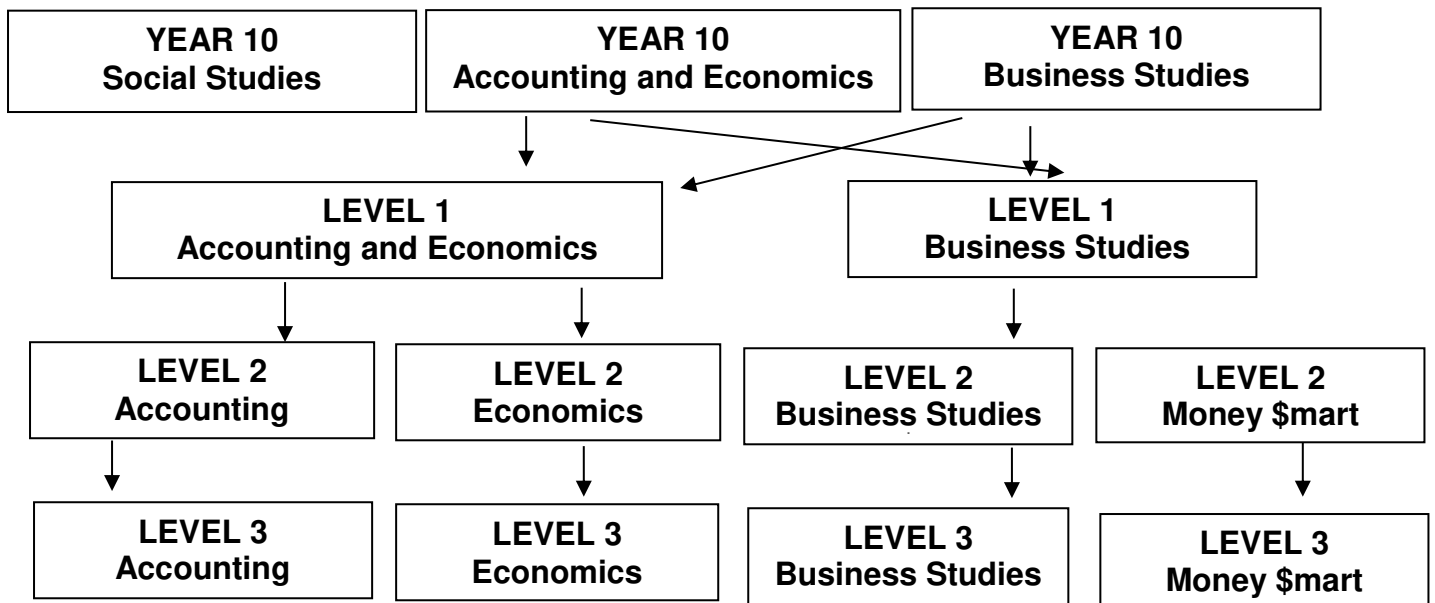 YEAR 10
Social Studies
YEAR 10
Accounting and Economics
YEAR 10
Business Studies
LEVEL 1
Accounting and Economics
LEVEL 1
Business Studies
LEVEL 2
Accounting
LEVEL 2
Economics
LEVEL 2
Business Studies
LEVEL 2
Money $mart
LEVEL 3
Accounting
LEVEL 3
Economics
LEVEL 3
Business Studies
LEVEL 3
Money $mart